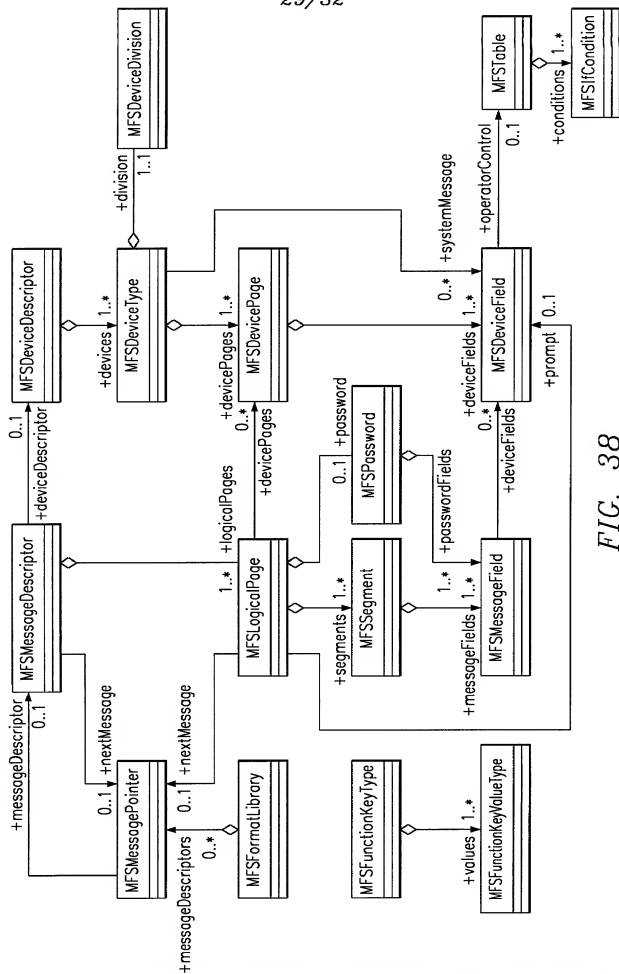 29/32
MFSDeviceDescriptor
MFSDeviceDivision
+division
1..1
0..1
+deviceDescriptor
+devices
1..*
MFSDeviceType
MFSMessageDescriptor
+messageDescriptor
0..1
+nextMessage
0..1
MFSMessagePointer
+logicalPages
1..*
+devicePages
1..*
MFSDevicePage
0..*
+devicePages
MFSLogicalPage
+nextMessage
0..1
+messageDescriptors
0..*
MFSFormatLibrary
+password
0..1
MFSPassword
+segments
1..*
MFSSegment
+systemMessage
0..*
+deviceFields
1..*
MFSDeviceField
+operatorControl
0..1
MFSTable
+conditions
1..*
MFSIfCondition
+passwordFields
1..*
+messageFields
1..*
MFSMessageField
0..*
+deviceFields
+prompt
0..1
MFSFunctionKeyType
+values
1..*
MFSFunctionKeyValueType
FIG. 38